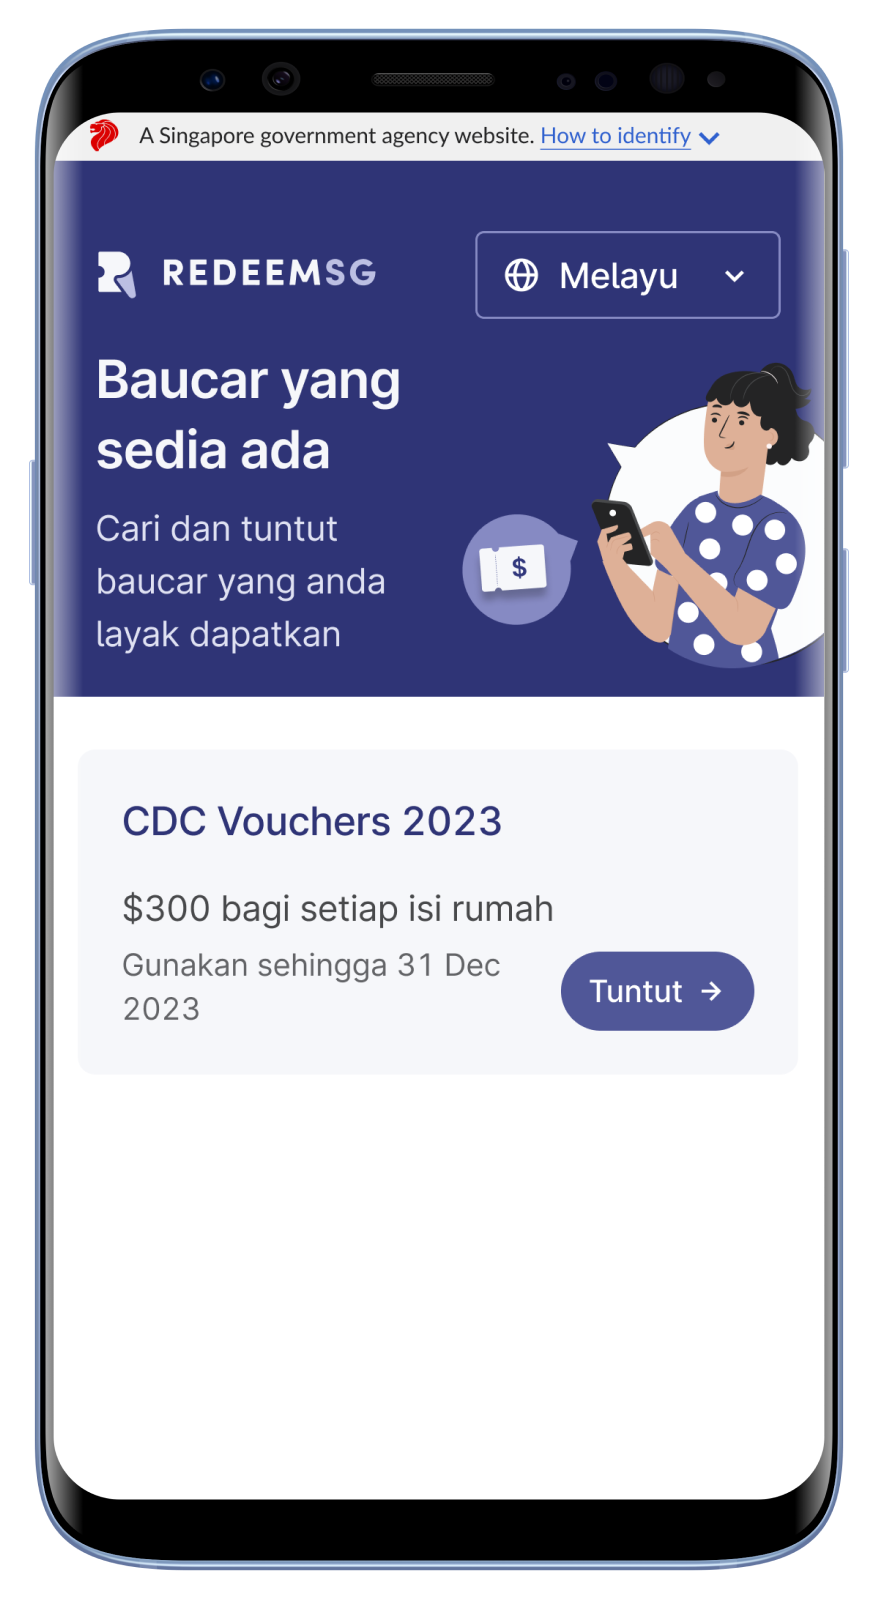 A Singapore government agency website. How to identify
REDEEMSG
Melayu
Baucar yang
sedia ada
Cari dan tuntut
baucar yang anda
layak dapatkan
$
CDC Vouchers 2023
$300 bagi setiap isi rumah
Gunakan sehingga 31 Dec
2023
Tuntut →